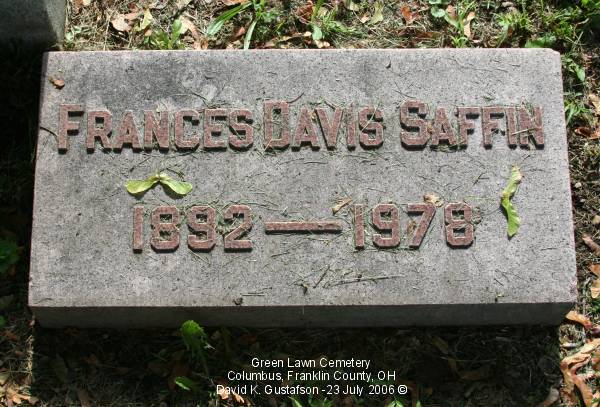 FRANCES DAVIS SAFFIN
1892 — 1978
Green Lawn Cemetery
Columbus, Franklin County, OH
David K. Gustafson -23 July 2006 ©